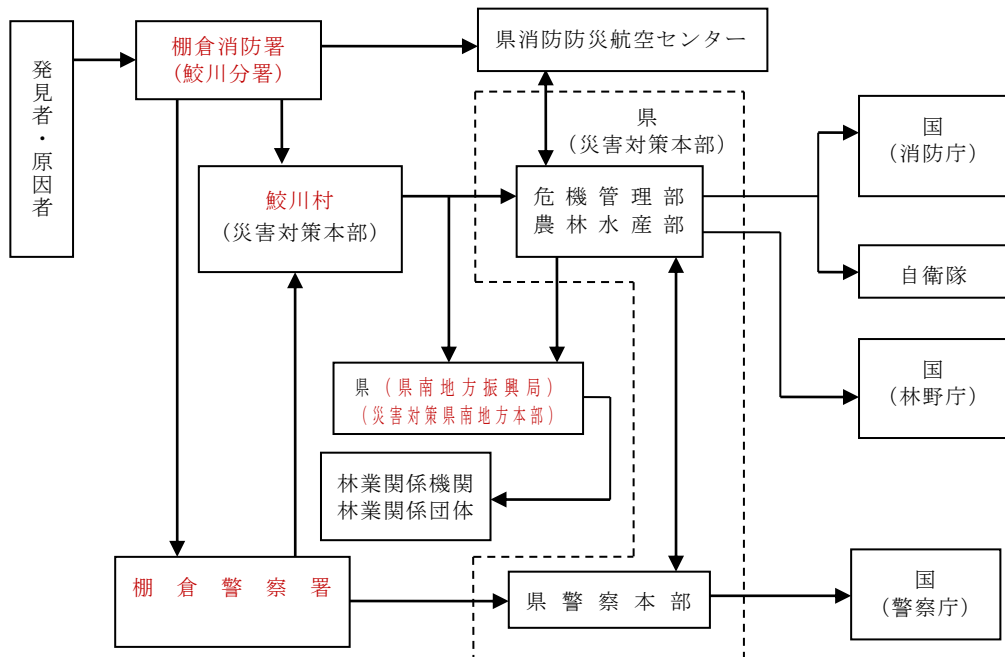 発見者・原因者
棚倉消防署
(鮫川分署)
県消防防災航空センター
県
(災害対策本部)
国
(消防庁)
鮫川村
(災害対策本部)
危機管理部
農林水産部
自衛隊
国
(林野庁)
県(県南地方振興局)
(災害対策県南地方本部)
林業関係機関
林業関係団体
棚倉警察署
県警察本部
国
(警察庁)